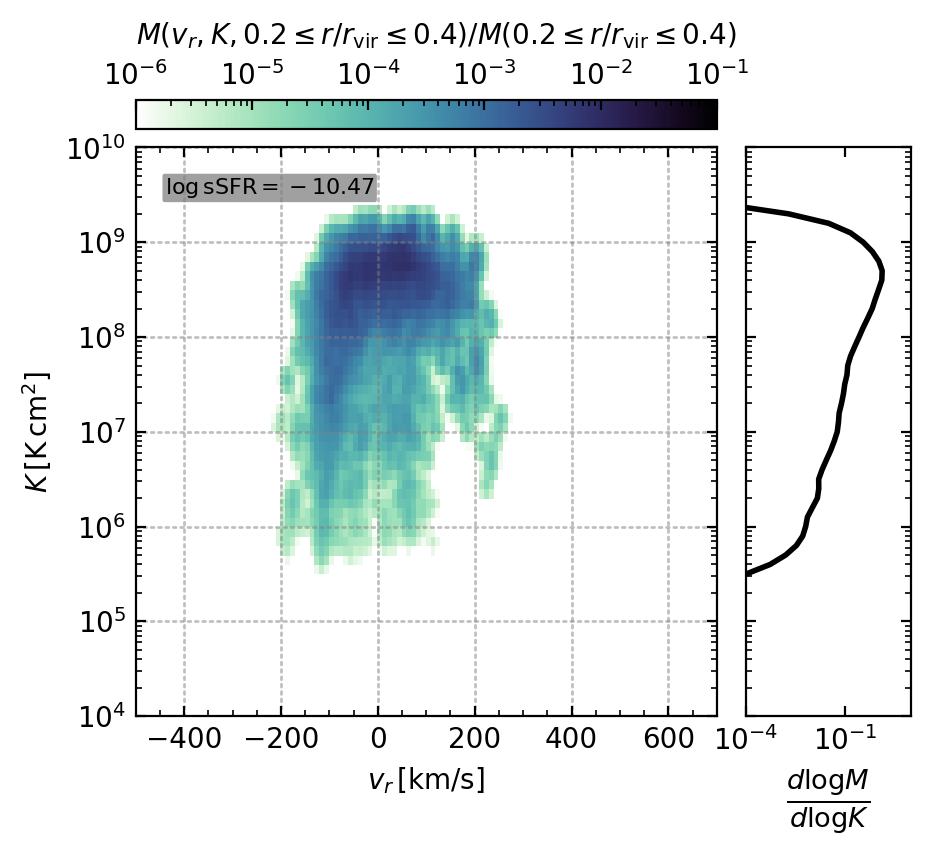 M(v_r, K, 0.2 ≤ r/r_vir ≤ 0.4)/M(0.2 ≤ r/r_vir ≤ 0.4)
10^−6 10^−5 10^−4 10^−3 10^−2 10^−1
10^10
log sSFR = −10.47
10^9
10^8
10^7
10^6
10^5
10^4
K [K cm^2]
−400 −200 0 200 400 600
10^−4 10^−1
v_r [km/s]
dlogM
dlogK